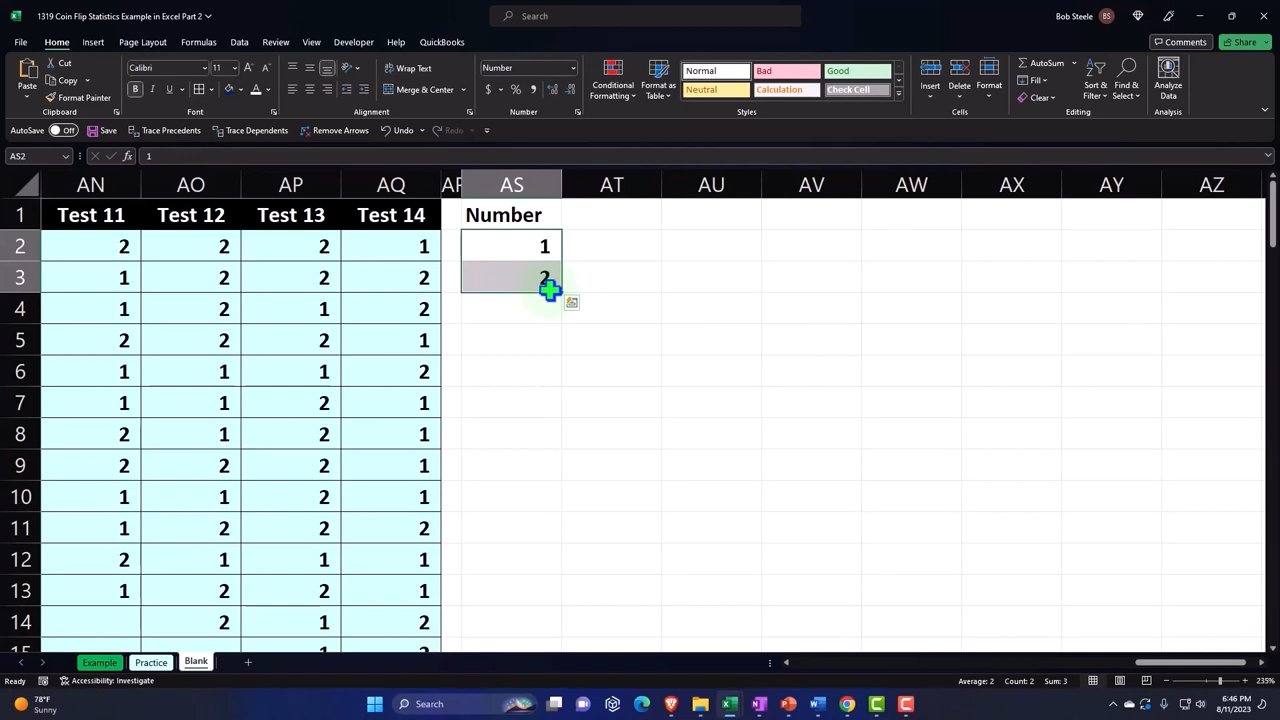 1319 Coin Flip Statistics Example in Excel Part 2
Search
Bob Steele
BS
File Home Insert Page Layout Formulas Data Review View Developer Help QuickBooks
Comments
Share
Cut
Copy
Format Painter
Paste
Clipboard
Calibri
11
B I U
Font
Wrap Text
Merge & Center
Alignment
Number
$ % 9
Number
Conditional Formatting
Format as Table
Normal Bad Good
Neutral Calculation Check Cell
Styles
Insert Delete Format
Cells
AutoSum
Fill
Clear
Editing
Sort & Filter
Find & Select
Analyze Data
Analysis
AutoSave Off Save Trace Precedents Trace Dependents Remove Arrows Undo Redo
AS2 fx 1
AN AO AP AQ AR AS AT AU AV AW AX AY AZ
1 Test 11 Test 12 Test 13 Test 14 Number
2 2 2 2 1 1
3 1 2 2 2 2
4 1 2 1 2
5 2 2 2 1
6 1 1 1 2
7 1 1 2 1
8 2 1 2 1
9 2 2 2 1
10 1 1 2 1
11 1 2 2 2
12 2 1 1 1
13 1 2 2 1
14 2 1 2
15 1
Example Practice Blank
Ready Accessibility: Investigate Average: 2 Count: 2 Sum: 3 235%
78°F
Sunny
Search
6:46 PM
8/11/2023